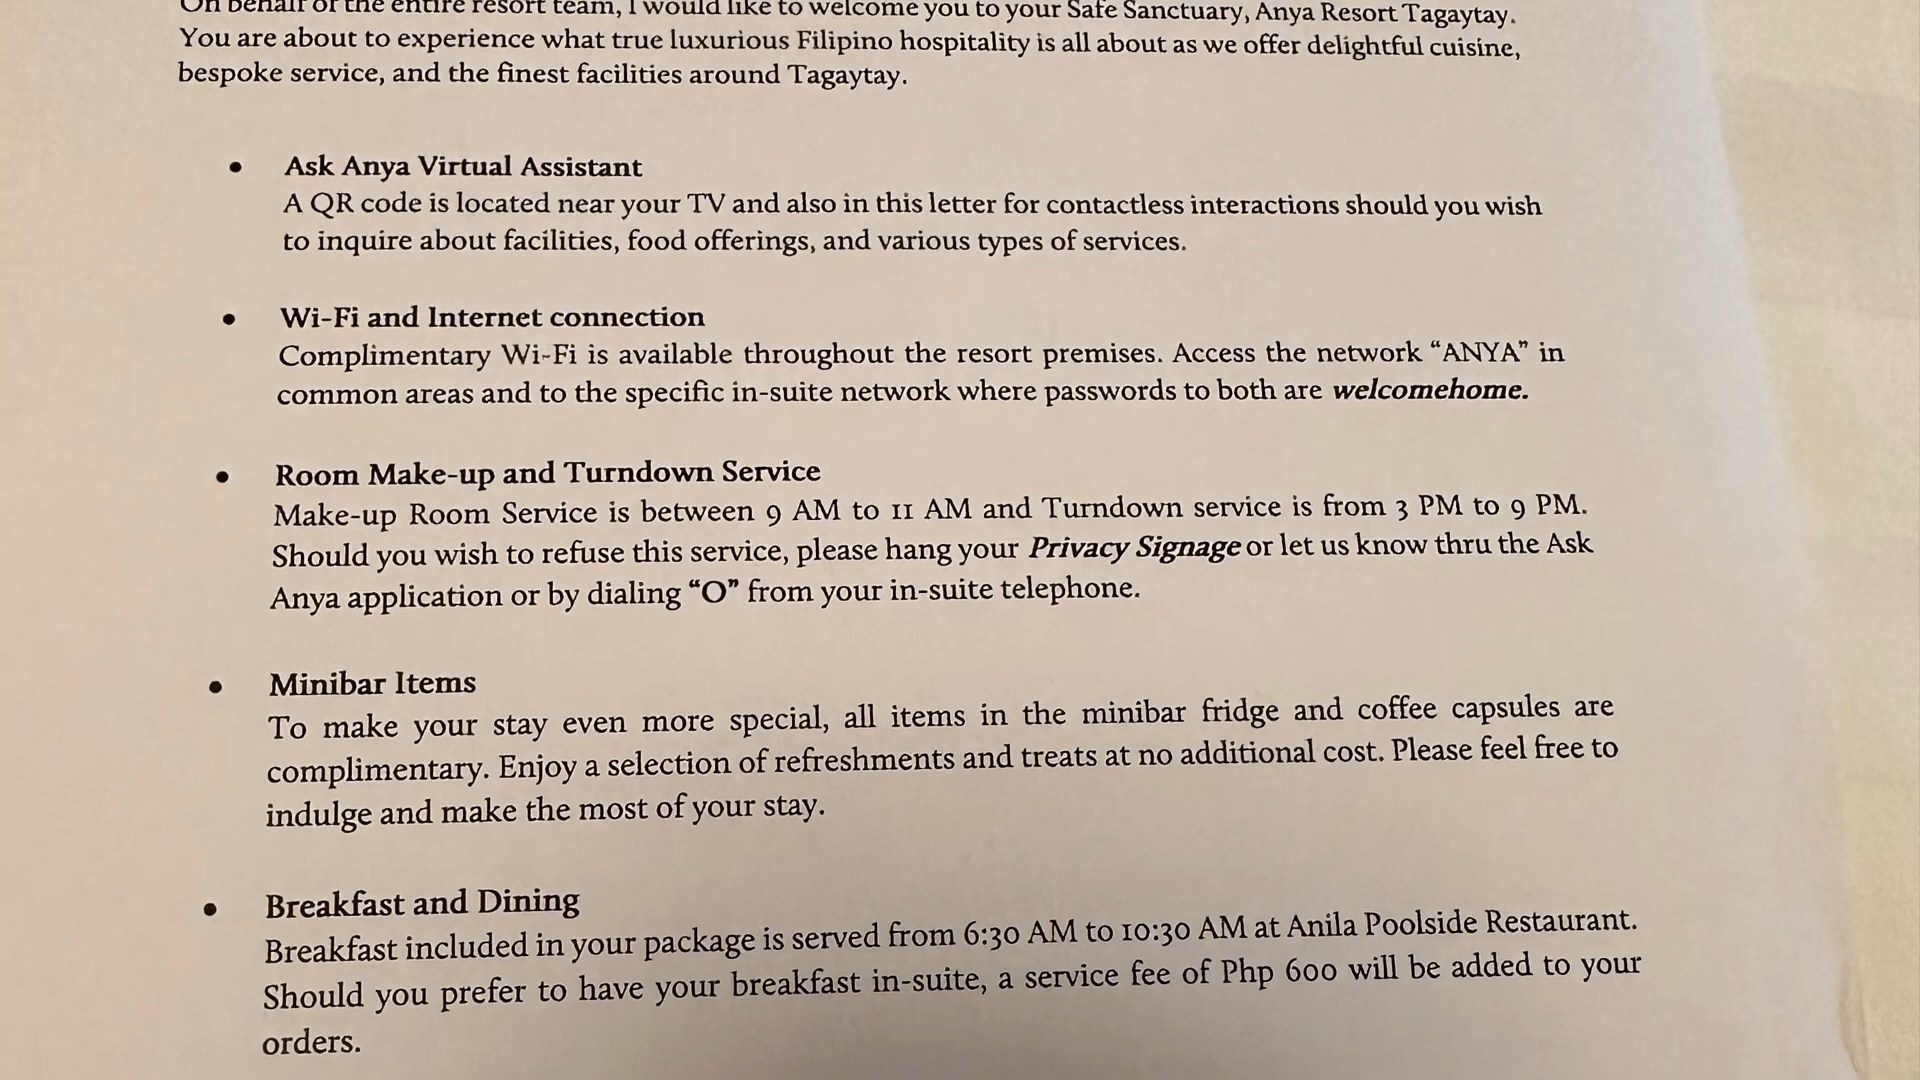 On behalf of the entire resort team, I would like to welcome you to your Safe Sanctuary, Anya Resort Tagaytay.
You are about to experience what true luxurious Filipino hospitality is all about as we offer delightful cuisine,
bespoke service, and the finest facilities around Tagaytay.
• Ask Anya Virtual Assistant
A QR code is located near your TV and also in this letter for contactless interactions should you wish
to inquire about facilities, food offerings, and various types of services.
• Wi-Fi and Internet connection
Complimentary Wi-Fi is available throughout the resort premises. Access the network “ANYA” in
common areas and to the specific in-suite network where passwords to both are welcomehome.
• Room Make-up and Turndown Service
Make-up Room Service is between 9 AM to 11 AM and Turndown service is from 3 PM to 9 PM.
Should you wish to refuse this service, please hang your Privacy Signage or let us know thru the Ask
Anya application or by dialing “O” from your in-suite telephone.
• Minibar Items
To make your stay even more special, all items in the minibar fridge and coffee capsules are
complimentary. Enjoy a selection of refreshments and treats at no additional cost. Please feel free to
indulge and make the most of your stay.
• Breakfast and Dining
Breakfast included in your package is served from 6:30 AM to 10:30 AM at Anila Poolside Restaurant.
Should you prefer to have your breakfast in-suite, a service fee of Php 600 will be added to your
orders.